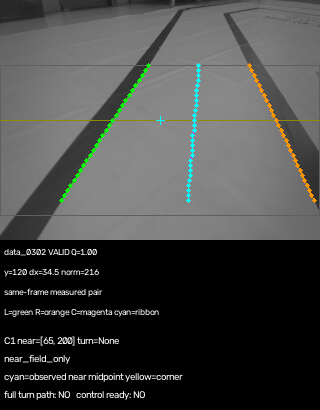 data_0302 VALID Q=1.00
y=120 dx=34.5 norm=216
same-frame measured pair
L=green R=orange C=magenta cyan=ribbon
C1 near=[65, 200] turn=None
near_field_only
cyan=observed near midpoint yellow=corner
full turn path: NO control ready: NO